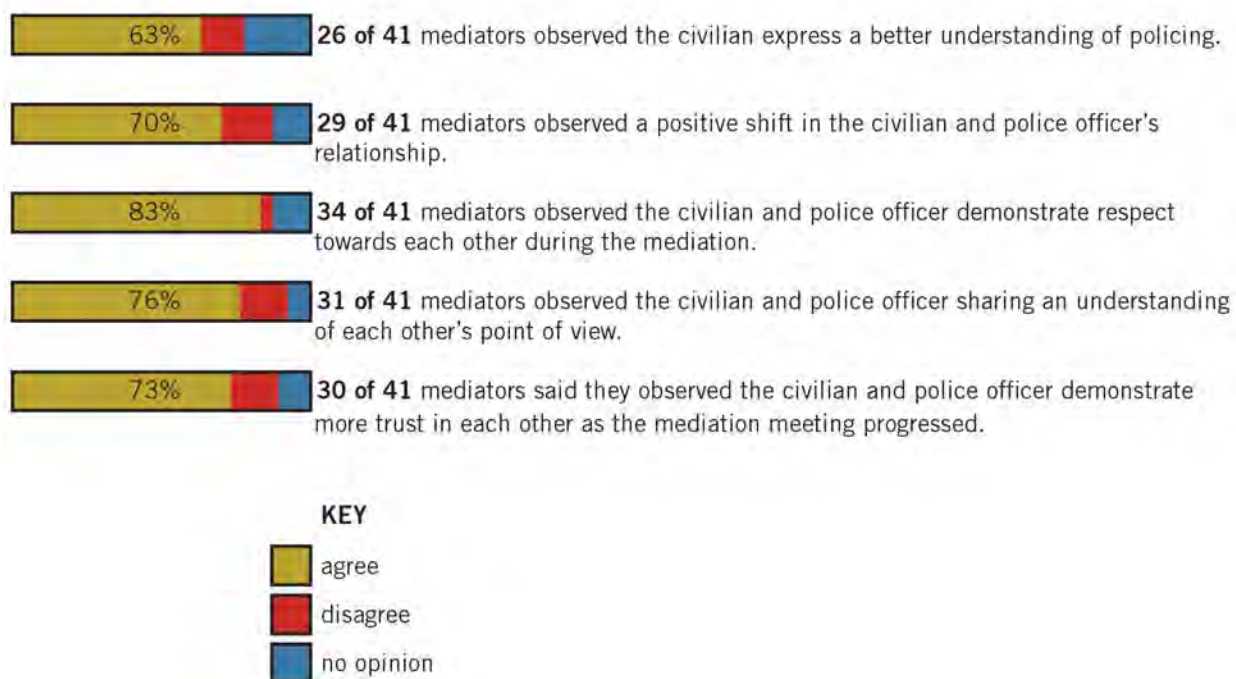 63% 26 of 41 mediators observed the civilian express a better understanding of policing.
70% 29 of 41 mediators observed a positive shift in the civilian and police officer's
relationship.
83% 34 of 41 mediators observed the civilian and police officer demonstrate respect
towards each other during the mediation.
76% 31 of 41 mediators observed the civilian and police officer sharing an understanding
of each other's point of view.
73% 30 of 41 mediators said they observed the civilian and police officer demonstrate
more trust in each other as the mediation meeting progressed.
KEY
agree
disagree
no opinion